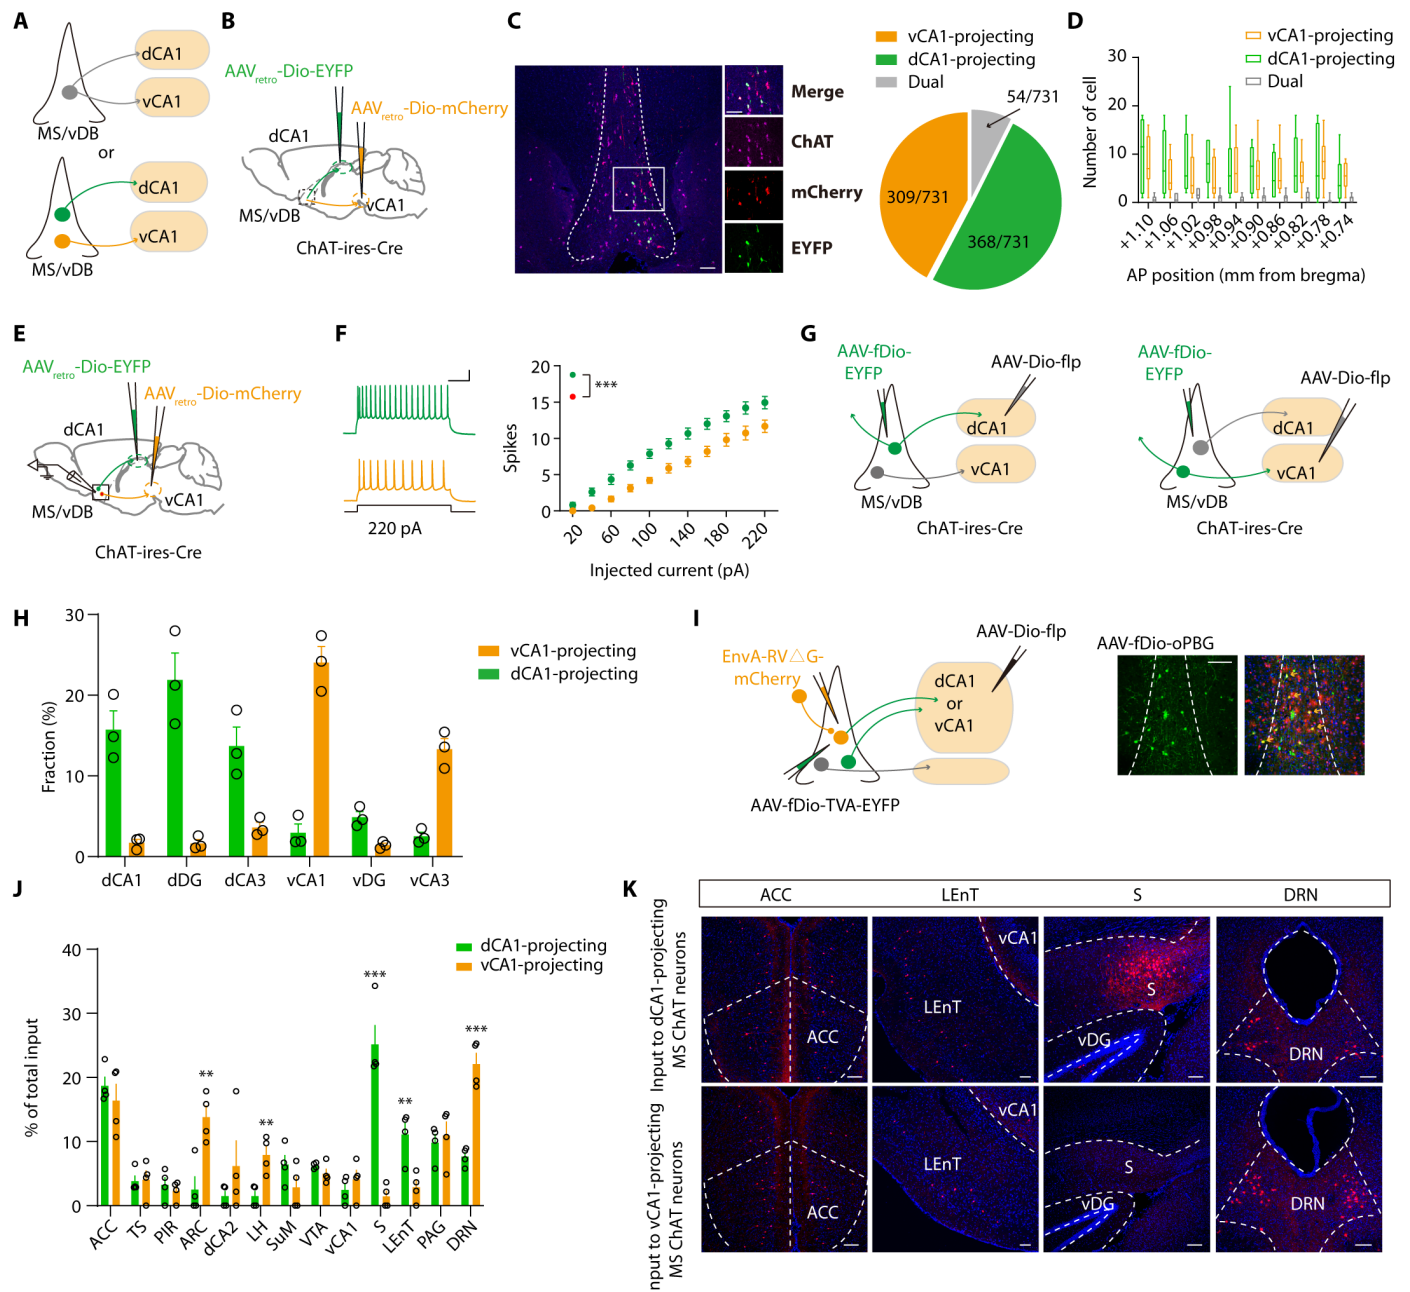 A
dCA1
vCA1
MS/vDB
or
dCA1
vCA1
MS/vDB
B
AAVretro-Dio-EYFP
AAVretro-Dio-mCherry
dCA1
MS/vDB
vCA1
ChAT-ires-Cre
C
Merge
ChAT
mCherry
EYFP
vCA1-projecting
dCA1-projecting
Dual
54/731
309/731
368/731
D
vCA1-projecting
dCA1-projecting
Dual
Number of cell
30
20
10
0
+1.10
+1.06
+1.02
+0.98
+0.94
+0.90
+0.86
+0.82
+0.78
+0.74
AP position (mm from bregma)
E
AAVretro-Dio-EYFP
AAVretro-Dio-mCherry
dCA1
vCA1
MS/vDB
ChAT-ires-Cre
F
220 pA
Spikes
20
15
10
5
0
***
20
60
100
140
180
220
Injected current (pA)
G
AAV-fDio-
EYFP
AAV-Dio-flp
dCA1
vCA1
MS/vDB
ChAT-ires-Cre
AAV-fDio-
EYFP
AAV-Dio-flp
dCA1
vCA1
MS/vDB
ChAT-ires-Cre
H
Fraction (%)
30
20
10
0
vCA1-projecting
dCA1-projecting
dCA1
dDG
dCA3
vCA1
vDG
vCA3
I
EnvA-RV△G-
mCherry
AAV-Dio-flp
dCA1
or
vCA1
AAV-fDio-TVA-EYFP
AAV-fDio-oPBG
J
% of total input
40
30
20
10
0
dCA1-projecting
vCA1-projecting
**
**
***
**
***
ACC
TS
PIR
ARC
dCA2
LH
SuM
VTA
vCA1
S
LEnT
PAG
DRN
K
ACC
LEnT
S
DRN
Input to dCA1-projecting
MS ChAT neurons
ACC
vCA1
LEnT
S
vDG
DRN
nput to vCA1-projecting
MS ChAT neurons
ACC
vCA1
LEnT
S
vDG
DRN